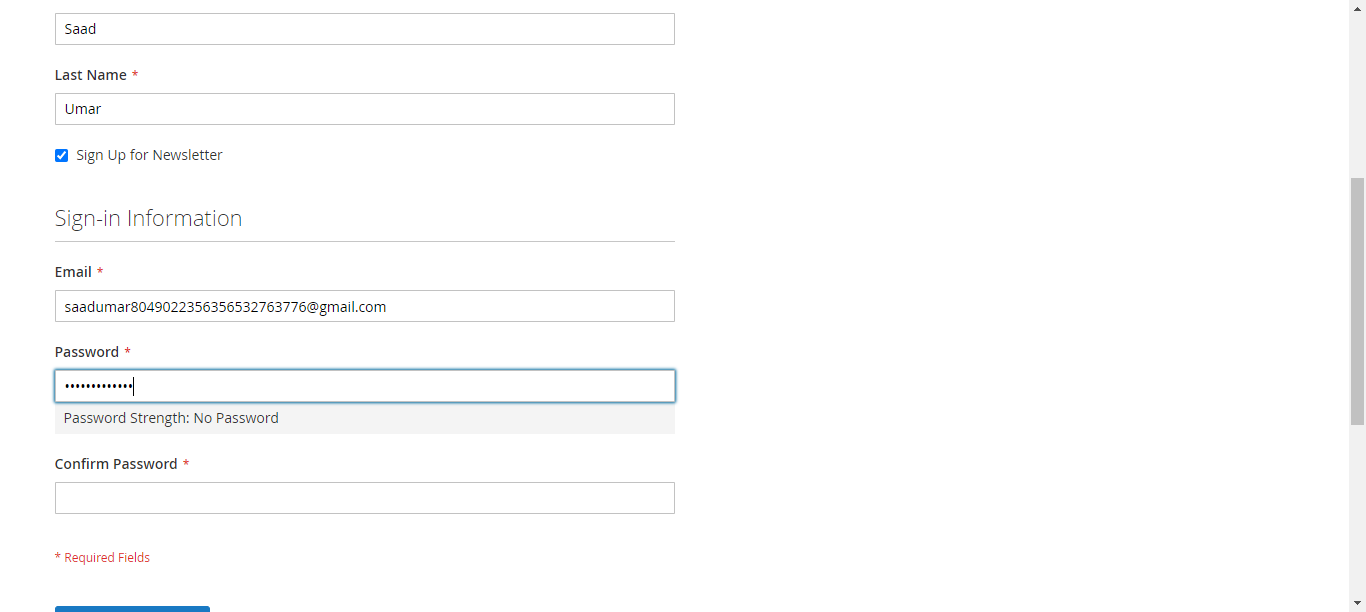 Saad
Last Name *
Umar
Sign Up for Newsletter
Sign-in Information
Email *
saadumar8049022356356532763776@gmail.com
Password *
•••••••••••••
Password Strength: No Password
Confirm Password *
* Required Fields